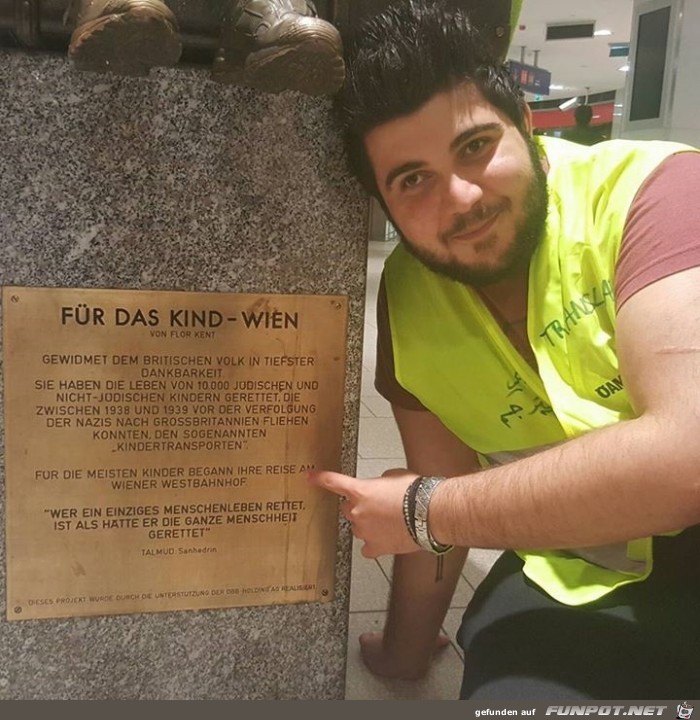 FÜR DAS KIND – WIEN
VON FLOR KENT
GEWIDMET DEM BRITISCHEN VOLK IN TIEFSTER
DANKBARKEIT.
SIE HABEN DIE LEBEN VON 10.000 JÜDISCHEN UND
NICHT-JÜDISCHEN KINDERN GERETTET, DIE
ZWISCHEN 1938 UND 1939 VOR DER VERFOLGUNG
DER NAZIS NACH GROSSBRITANNIEN FLIEHEN
KONNTEN, DEN SOGENANNTEN
„KINDERTRANSPORTEN".
FÜR DIE MEISTEN KINDER BEGANN IHRE REISE AM
WIENER WESTBAHNHOF.
"WER EIN EINZIGES MENSCHENLEBEN RETTET,
IST ALS HÄTTE ER DIE GANZE MENSCHHEIT
GERETTET"
TALMUD: Sanhedrin
DIESES PROJEKT WURDE DURCH DIE UNTERSTÜTZUNG DER ÖBB-HOLDING AG REALISIERT.
TRANSLA
gefunden auf FUNPOT.NET